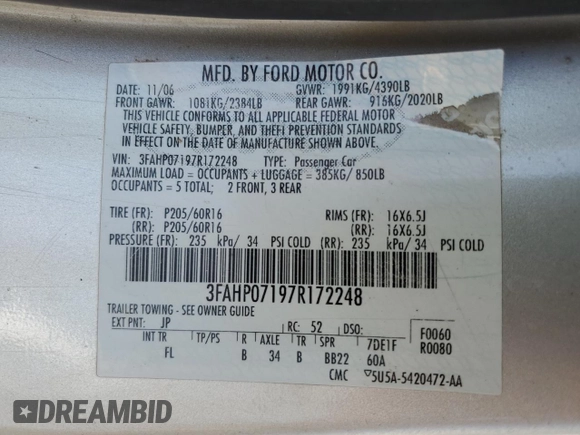 MFD. BY FORD MOTOR CO.
DATE: 11/06 GVWR: 1991KG/4390LB
FRONT GAWR: 1081KG/2384LB REAR GAWR: 916KG/2020LB
THIS VEHICLE CONFORMS TO ALL APPLICABLE FEDERAL MOTOR
VEHICLE SAFETY, BUMPER, AND THEFT PREVENTION STANDARDS
IN EFFECT ON THE DATE OF MANUFACTURE SHOWN ABOVE.
VIN: 3FAHP07197R172248 TYPE: Passenger Car
MAXIMUM LOAD = OCCUPANTS + LUGGAGE = 385KG/850LB
OCCUPANTS = 5 TOTAL; 2 FRONT, 3 REAR
TIRE (FR): P205/60R16 RIMS (FR): 16X6.5J
(RR): P205/60R16 (RR): 16X6.5J
PRESSURE (FR): 235 kPa/ 34 PSI COLD (RR): 235 kPa/ 34 PSI COLD
3FAHP07197R172248
TRAILER TOWING - SEE OWNER GUIDE
EXT PNT: JP RC: 52 DSO: F0060
INT TR TP/PS R AXLE TR SPR 7DE1F R0080
FL B 34 B BB22 60A
CMC ▽5U5A-5420472-AA
DREAMBID